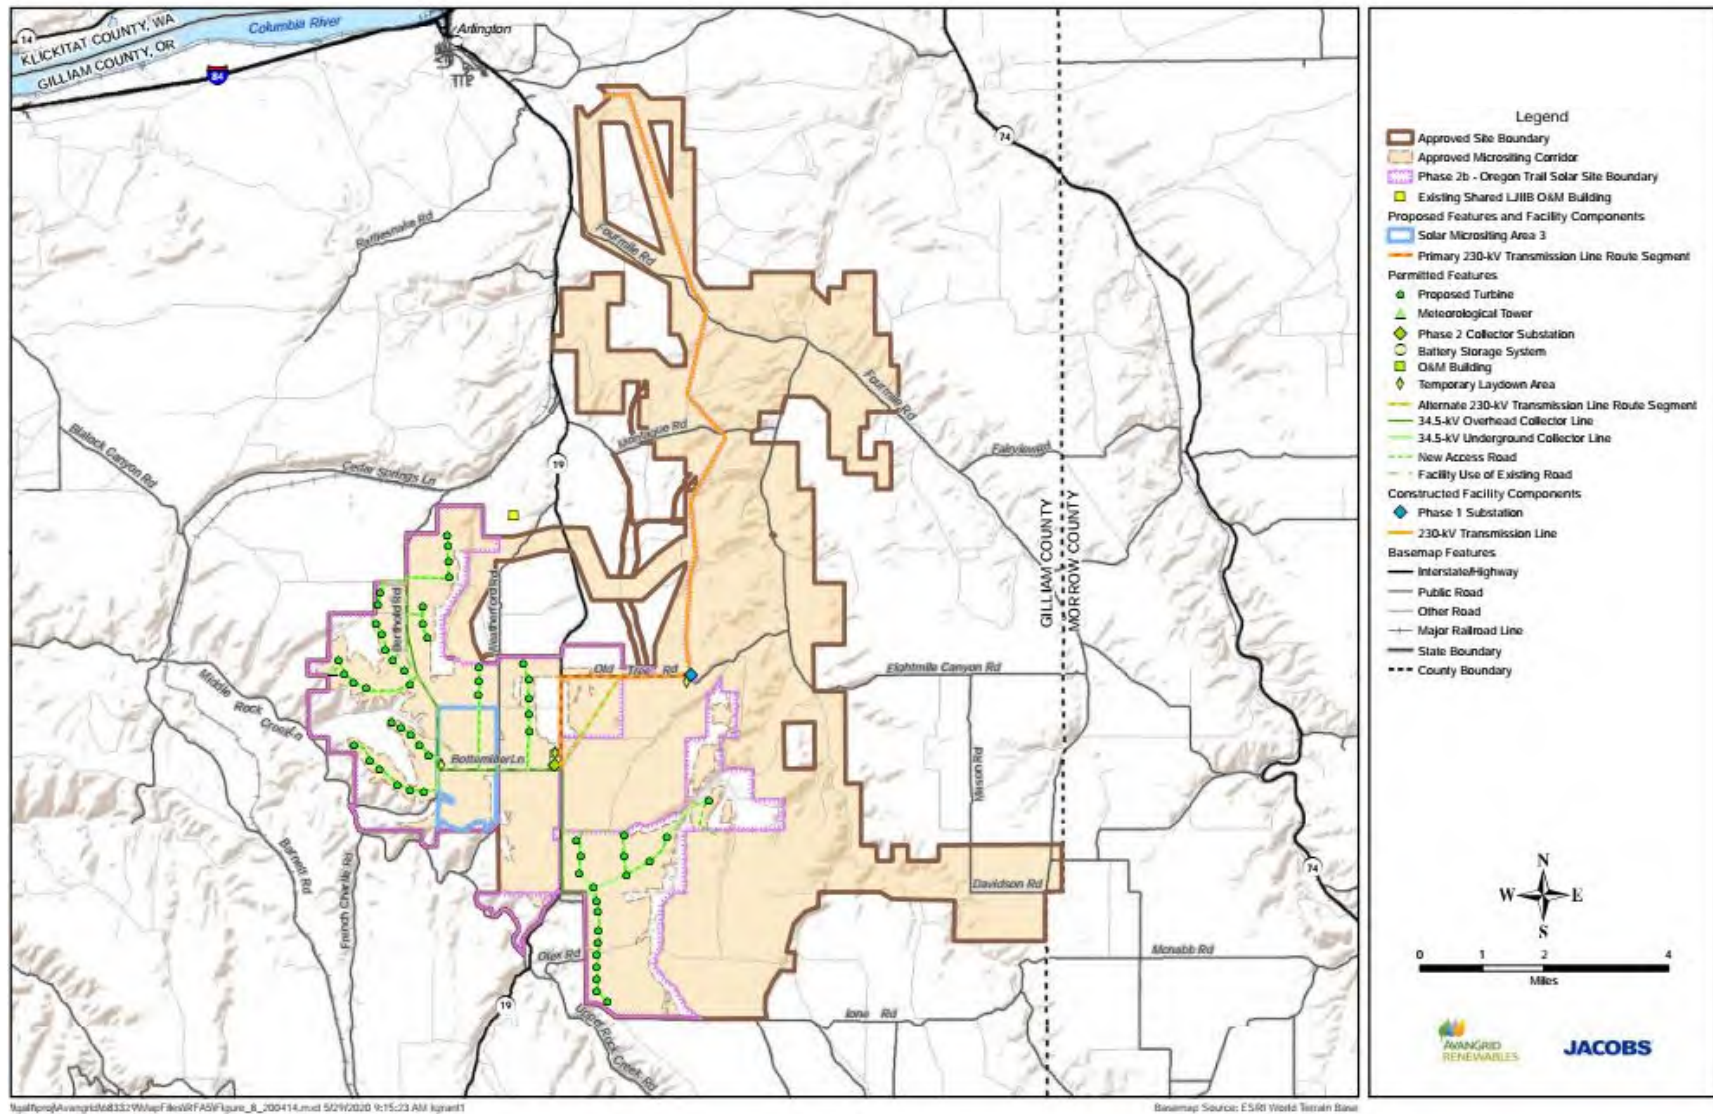 14
KLICKITAT COUNTY, WA
GILLIAM COUNTY, OR
Columbia River
84
Arlington
74
Rattlesnake Rd
Fourmile Rd
Fourmile Rd
Blalock Canyon Rd
Cedar Springs Ln
19
Montague Rd
Fairview Rd
GILLIAM COUNTY
MORROW COUNTY
Berthold Rd
Weatherford Rd
Middle Rock Creek Ln
Old Tree Rd
Eightmile Canyon Rd
Bottemiller Ln
Mason Rd
Barnett Rd
French Charlie Rd
74
Davidson Rd
Olex Rd
Mcnabb Rd
19
Upper Rock Creek Rd
Ione Rd
Legend
Approved Site Boundary
Approved Micrositing Corridor
Phase 2b - Oregon Trail Solar Site Boundary
Existing Shared LJIIB O&M Building
Proposed Features and Facility Components
Solar Micrositing Area 3
Primary 230-kV Transmission Line Route Segment
Permitted Features
Proposed Turbine
Meteorological Tower
Phase 2 Collector Substation
Battery Storage System
O&M Building
Temporary Laydown Area
Alternate 230-kV Transmission Line Route Segment
34.5-kV Overhead Collector Line
34.5-kV Underground Collector Line
New Access Road
Facility Use of Existing Road
Constructed Facility Components
Phase 1 Substation
230-kV Transmission Line
Basemap Features
Interstate/Highway
Public Road
Other Road
Major Railroad Line
State Boundary
County Boundary
N
W E
S
0 1 2 4
Miles
AVANGRID
RENEWABLES
JACOBS
Basemap Source: ESRI World Terrain Base